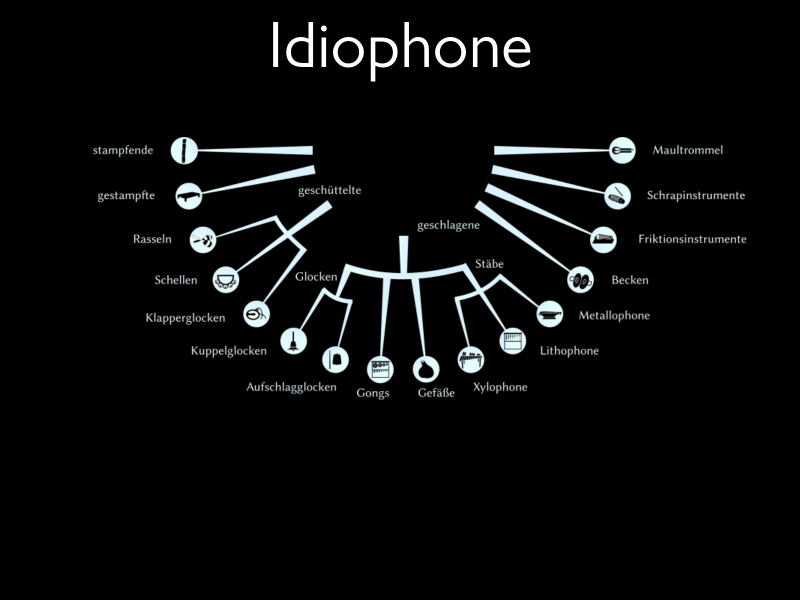 Idiophone
stampfende
Maultrommel
gestampfte
geschüttelte
Schrapinstrumente
geschlagene
Rasseln
Friktionsinstrumente
Stäbe
Schellen
Glocken
Becken
Klapperglocken
Metallophone
Kuppelglocken
Lithophone
Aufschlagglocken
Gongs
Gefäße
Xylophone